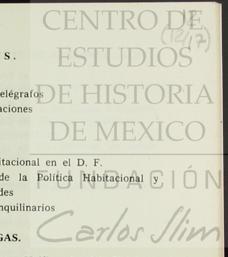 CENTRO DE
(12/17)
S.
ESTUDIOS
elégrafos
aciones
DE HISTORIA
DE MEXICO
itacional en el D. F.
de la Política Habitacional y
FUNDACIÓN
des
nquilinarios
Carlos Slim
GAS.